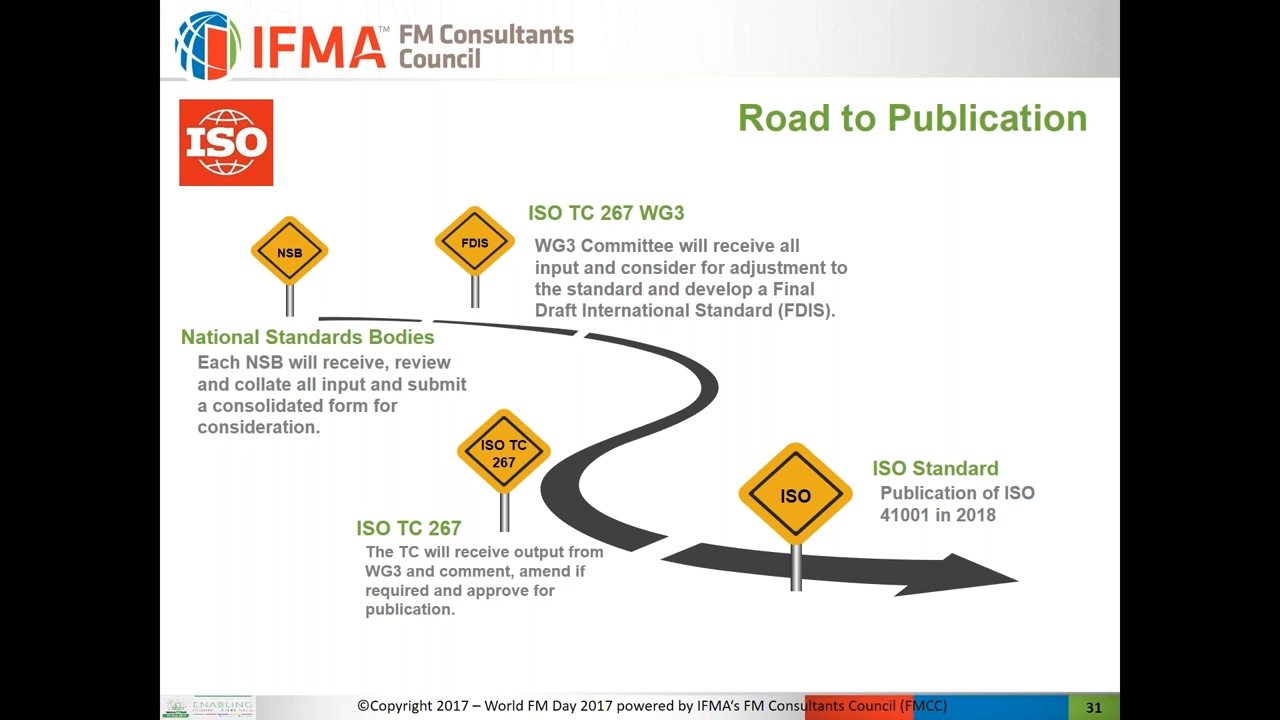 IFMA™ FM Consultants
Council
ISO
Road to Publication
NSB
National Standards Bodies
Each NSB will receive, review
and collate all input and submit
a consolidated form for
consideration.
FDIS
ISO TC 267 WG3
WG3 Committee will receive all
input and consider for adjustment to
the standard and develop a Final
Draft International Standard (FDIS).
ISO TC
267
ISO TC 267
The TC will receive output from
WG3 and comment, amend if
required and approve for
publication.
ISO
ISO Standard
Publication of ISO
41001 in 2018
ENABLING
©Copyright 2017 – World FM Day 2017 powered by IFMA‘s FM Consultants Council (FMCC)
31